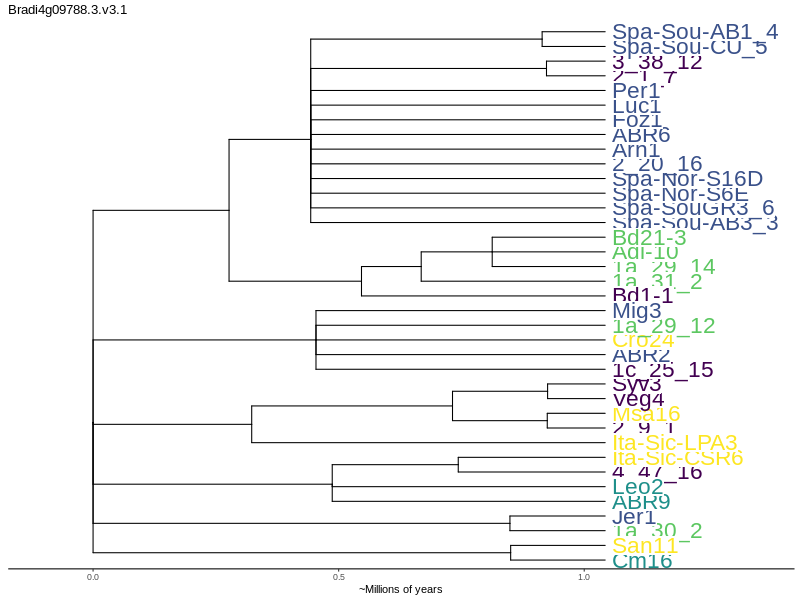 Bradi4g09788.3.v3.1
Spa-Sou-AB1_4
Spa-Sou-CU_5
3_38_12
2_1_7
Per1
Luc1
Foz1
ABR6
Arn1
2_20_16
Spa-Nor-S16D
Spa-Nor-S6E
Spa-SouGR3_6
Spa-Sou-AB3_3
Bd21-3
Adi-10
1a_29_14
1a_31_2
Bd1-1
Mig3
1a_29_12
Cro24
ABR2
1c_25_15
Syv3
Veg4
Msa16
2_9_1
Ita-Sic-LPA3
Ita-Sic-CSR6
4_47_16
Leo2
ABR9
Jer1
1a_30_2
San11
Cm16
0.0 0.5 1.0
~Millions of years